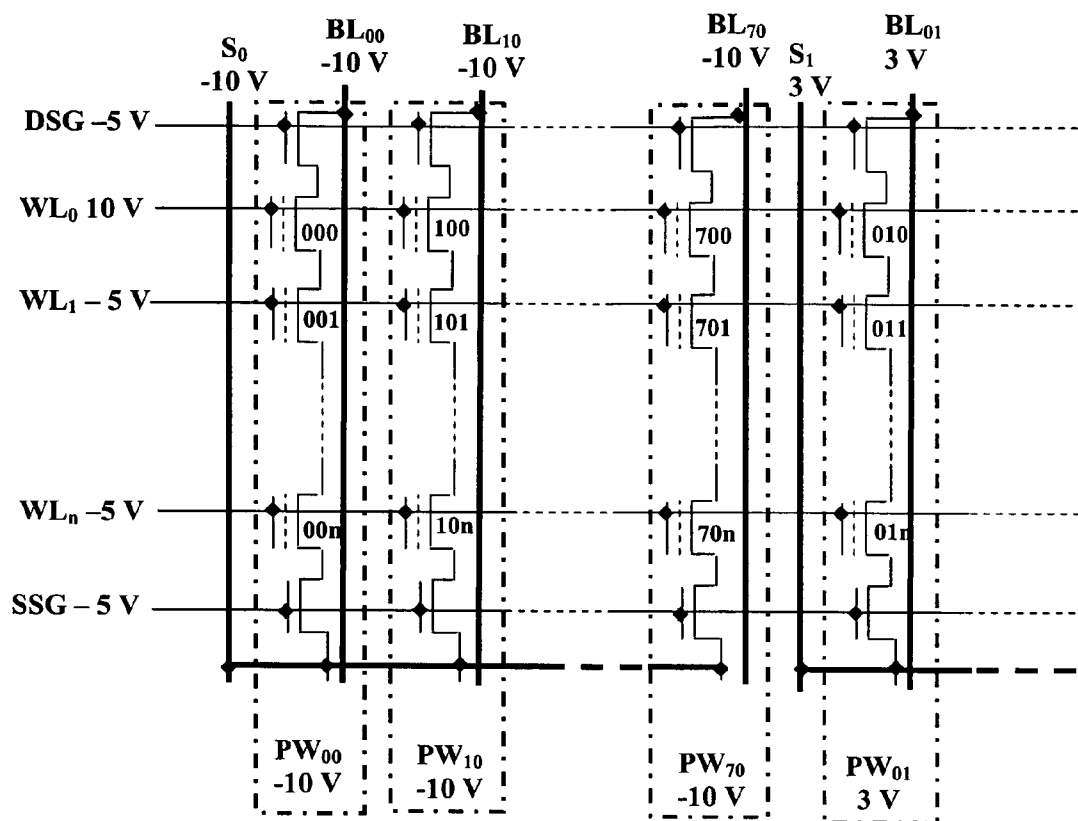 S₀
-10 V
BL₀₀
-10 V
BL₁₀
-10 V
BL₇₀
-10 V
S₁
3 V
BL₀₁
3 V
DSG –5 V
WL₀ 10 V
000
100
700
010
WL₁ – 5 V
001
101
701
011
WLₙ –5 V
00n
10n
70n
01n
SSG – 5 V
PW₀₀
-10 V
PW₁₀
-10 V
PW₇₀
-10 V
PW₀₁
3 V